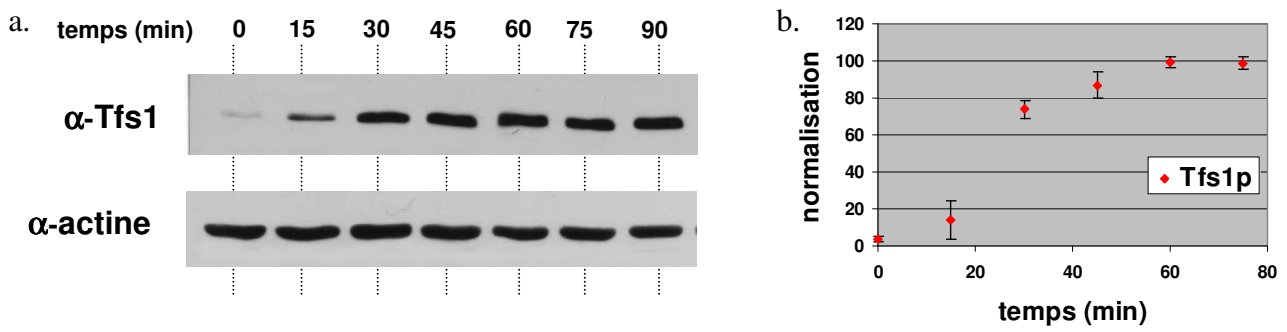 a.
temps (min) 0 15 30 45 60 75 90
α-Tfs1
α-actine
b.
normalisation
120
100
80
60
40
20
0
Tfs1p
0 20 40 60 80
temps (min)